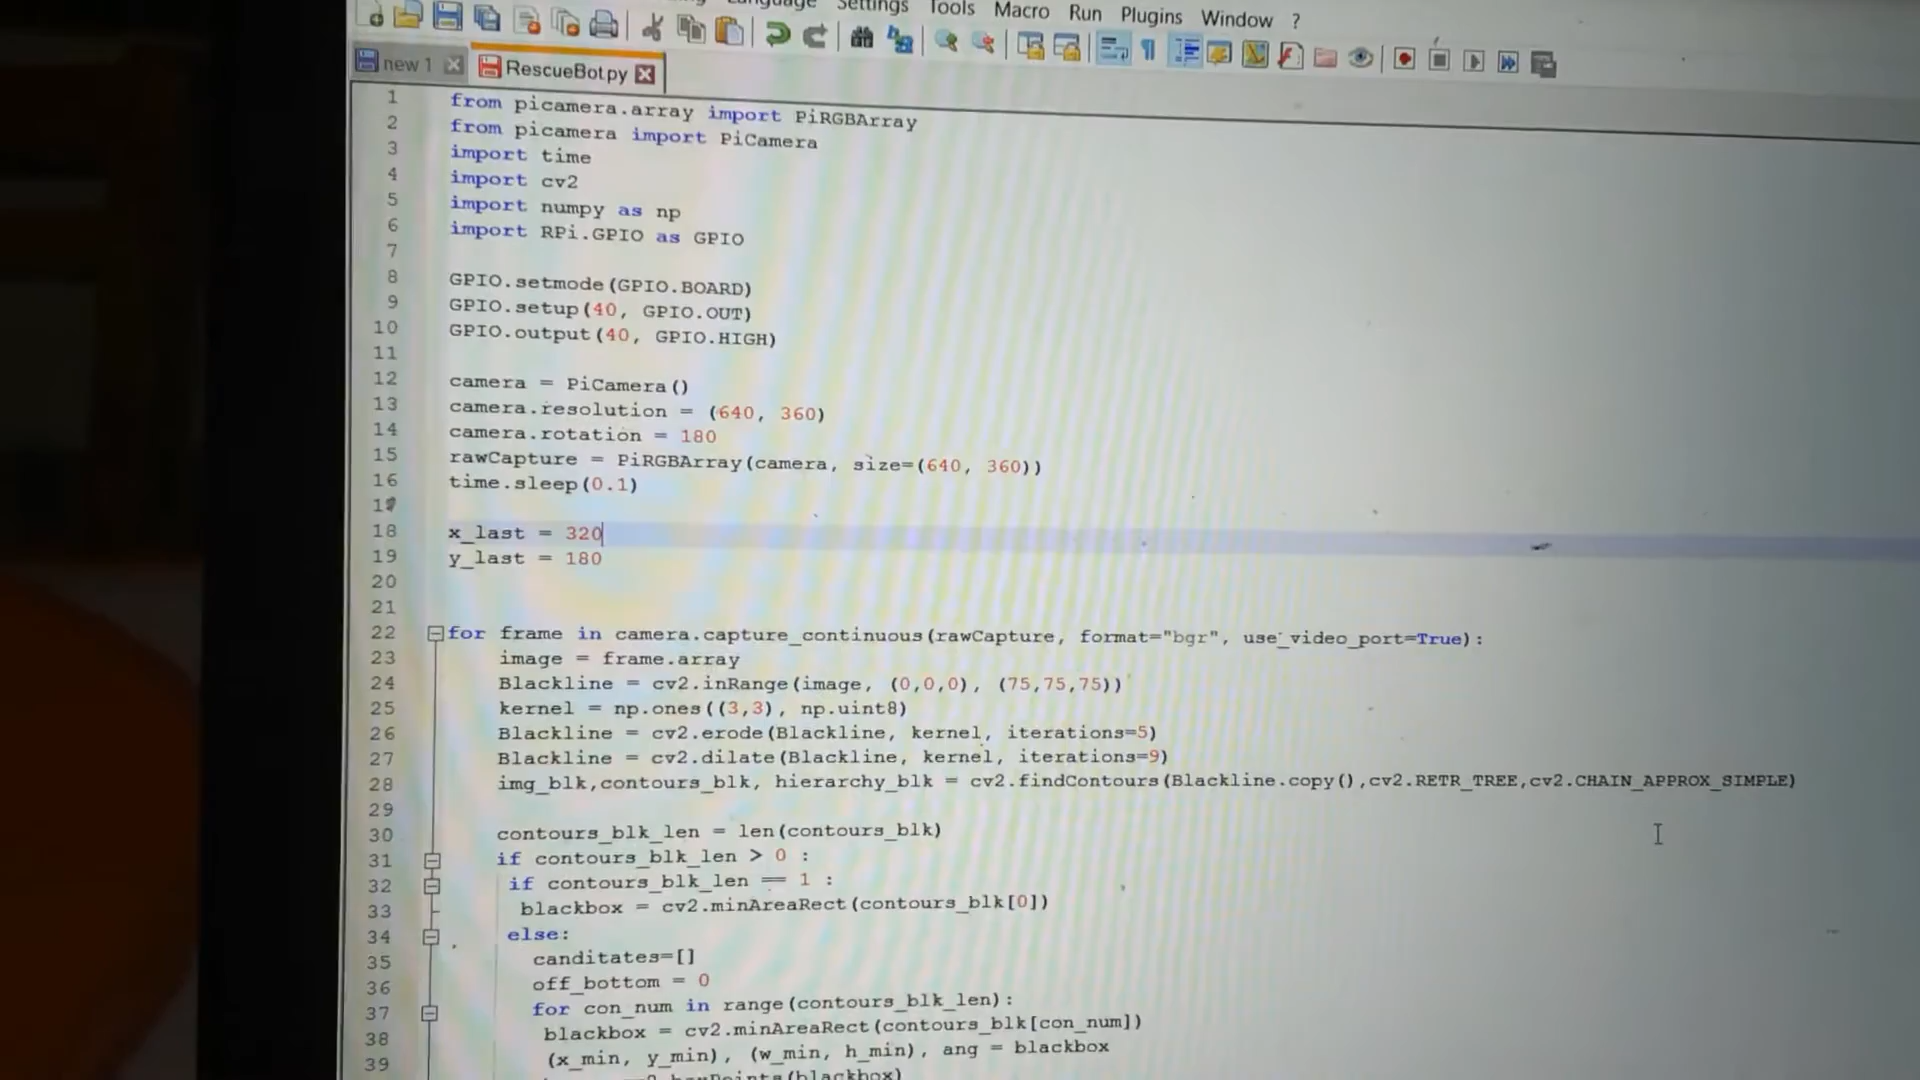 Language Settings Tools Macro Run Plugins Window ?
new 1 RescueBot.py
1 from picamera.array import PiRGBArray
2 from picamera import PiCamera
3 import time
4 import cv2
5 import numpy as np
6 import RPi.GPIO as GPIO
7
8 GPIO.setmode(GPIO.BOARD)
9 GPIO.setup(40, GPIO.OUT)
10 GPIO.output(40, GPIO.HIGH)
11
12 camera = PiCamera()
13 camera.resolution = (640, 360)
14 camera.rotation = 180
15 rawCapture = PiRGBArray(camera, size=(640, 360))
16 time.sleep(0.1)
17
18 x_last = 320
19 y_last = 180
20
21
22 for frame in camera.capture_continuous(rawCapture, format="bgr", use_video_port=True):
23 image = frame.array
24 Blackline = cv2.inRange(image, (0,0,0), (75,75,75))
25 kernel = np.ones((3,3), np.uint8)
26 Blackline = cv2.erode(Blackline, kernel, iterations=5)
27 Blackline = cv2.dilate(Blackline, kernel, iterations=9)
28 img_blk,contours_blk, hierarchy_blk = cv2.findContours(Blackline.copy(),cv2.RETR_TREE,cv2.CHAIN_APPROX_SIMPLE)
29
30 contours_blk_len = len(contours_blk)
31 if contours_blk_len > 0 :
32 if contours_blk_len == 1 :
33 blackbox = cv2.minAreaRect(contours_blk[0])
34 else:
35 canditates=[]
36 off_bottom = 0
37 for con_num in range(contours_blk_len):
38 blackbox = cv2.minAreaRect(contours_blk[con_num])
39 (x_min, y_min), (w_min, h_min), ang = blackbox
(blackbox)